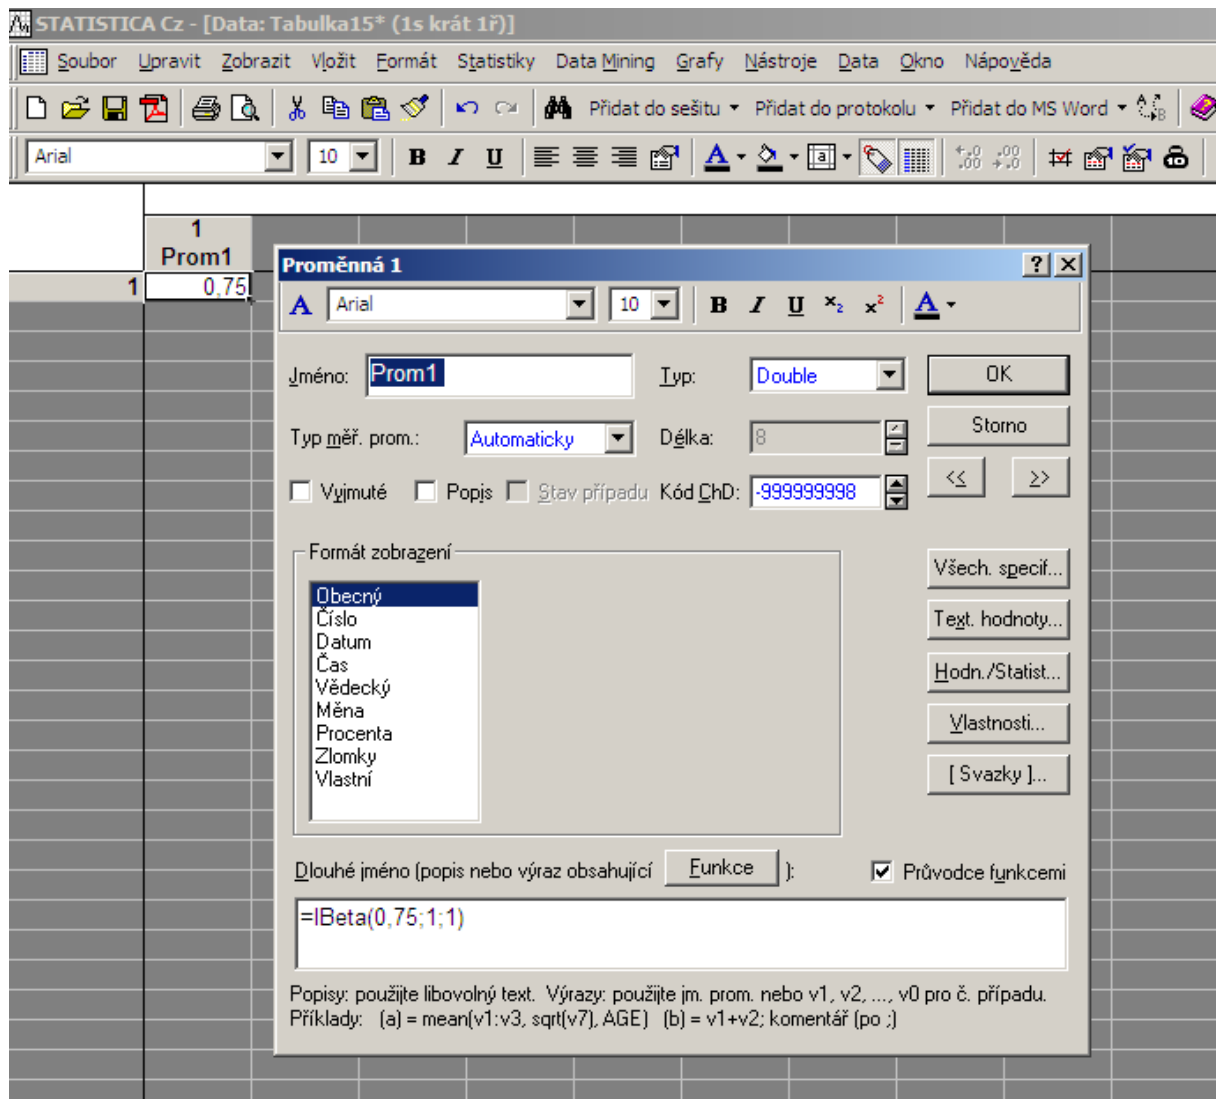 STATISTICA Cz - [Data: Tabulka15* (1s krát 1ř)]
Soubor Upravit Zobrazit Vložit Formát Statistiky Data Mining Grafy Nástroje Data Okno Nápověda
Přidat do sešitu Přidat do protokolu Přidat do MS Word
Arial 10 B I U A a
1
Prom1
1 0,75
Proměnná 1
A Arial 10 B I U x₂ x² A
Jméno: Prom1 Typ: Double OK
Typ měř. prom.: Automaticky Délka: 8 Storno
Vyjmuté Popis Stav případu Kód ChD: -999999998 << >>
Formát zobrazení
Všech. specif...
Obecný
Číslo
Text. hodnoty...
Datum
Čas
Hodn./Statist...
Vědecký
Měna
Vlastnosti...
Procenta
Zlomky
Vlastní
[ Svazky ]...
Dlouhé jméno (popis nebo výraz obsahující Funkce ): Průvodce funkcemi
=IBeta(0,75;1;1)
Popisy: použijte libovolný text. Výrazy: použijte jm. prom. nebo v1, v2, ..., v0 pro č. případu.
Příklady: (a) = mean(v1:v3, sqrt(v7), AGE) (b) = v1+v2; komentář (po ;)